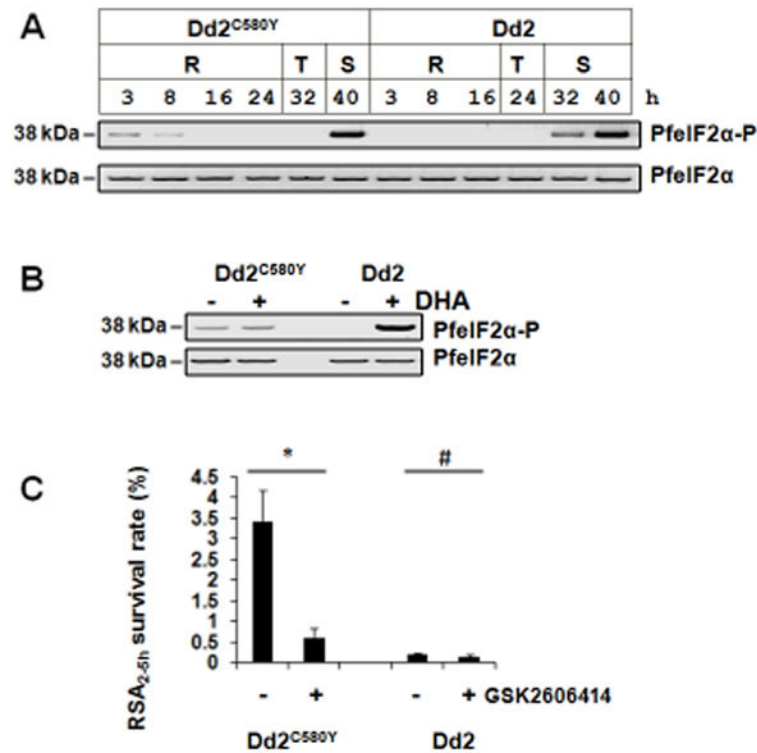 A
Dd2C580Y Dd2
R T S R T S
3 8 16 24 32 40 3 8 16 24 32 40 h
38 kDa – PfeIF2α-P
38 kDa – PfeIF2α
B
Dd2C580Y Dd2
- + - + DHA
38 kDa – PfeIF2α-P
38 kDa – PfeIF2α
C
RSA2-5h survival rate (%)
* #
4.5
4
3.5
3
2.5
2
1.5
1
0.5
0
- + - + GSK2606414
Dd2C580Y Dd2